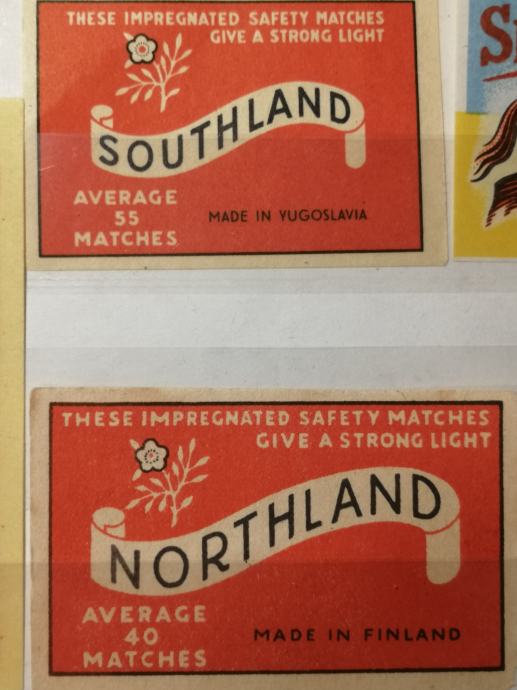 THESE IMPREGNATED SAFETY MATCHES
GIVE A STRONG LIGHT
SOUTHLAND
AVERAGE
55
MATCHES
MADE IN YUGOSLAVIA
THESE IMPREGNATED SAFETY MATCHES
GIVE A STRONG LIGHT
NORTHLAND
AVERAGE
40
MATCHES
MADE IN FINLAND